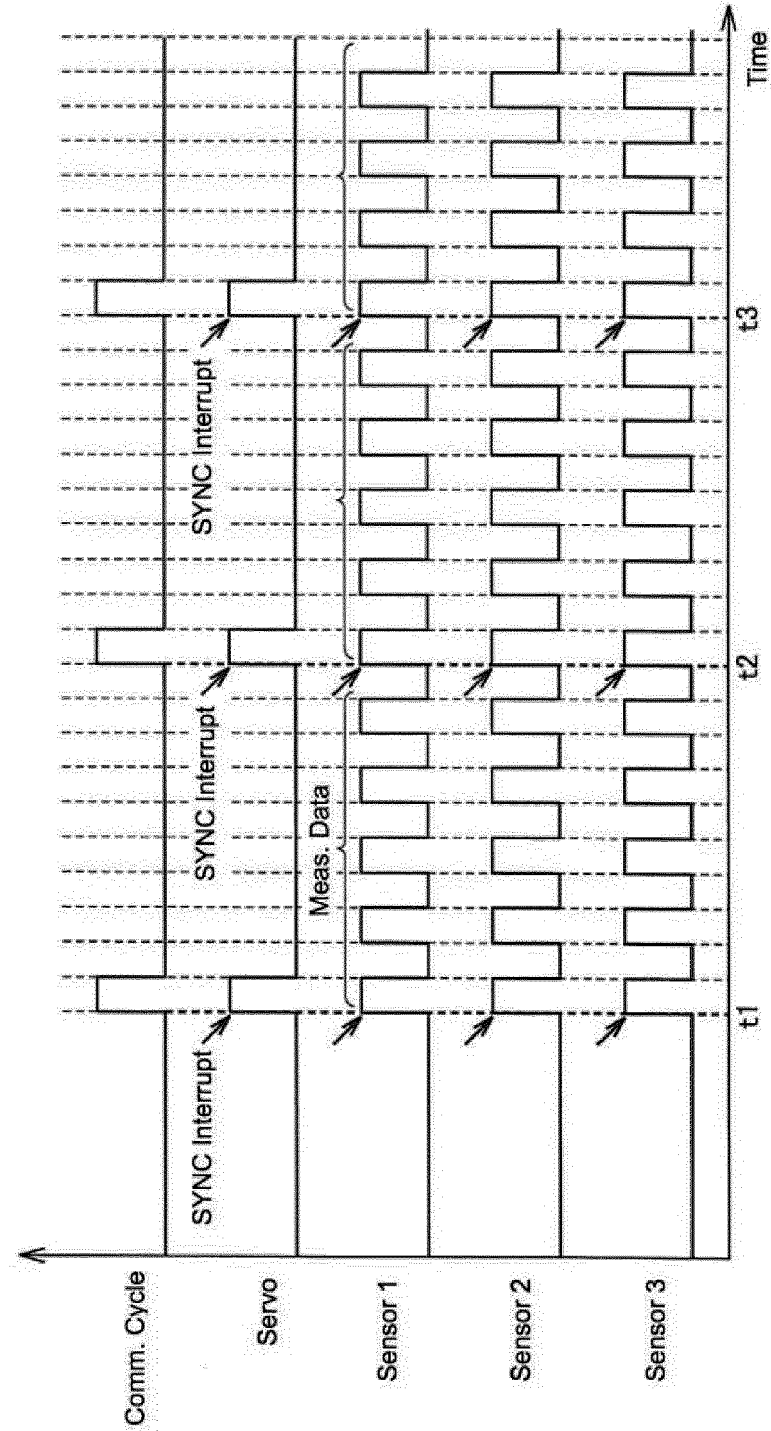 Comm. Cycle
Servo
SYNC Interrupt
SYNC Interrupt
SYNC Interrupt
Sensor 1
Meas. Data
Sensor 2
Sensor 3
t1
t2
t3
Time